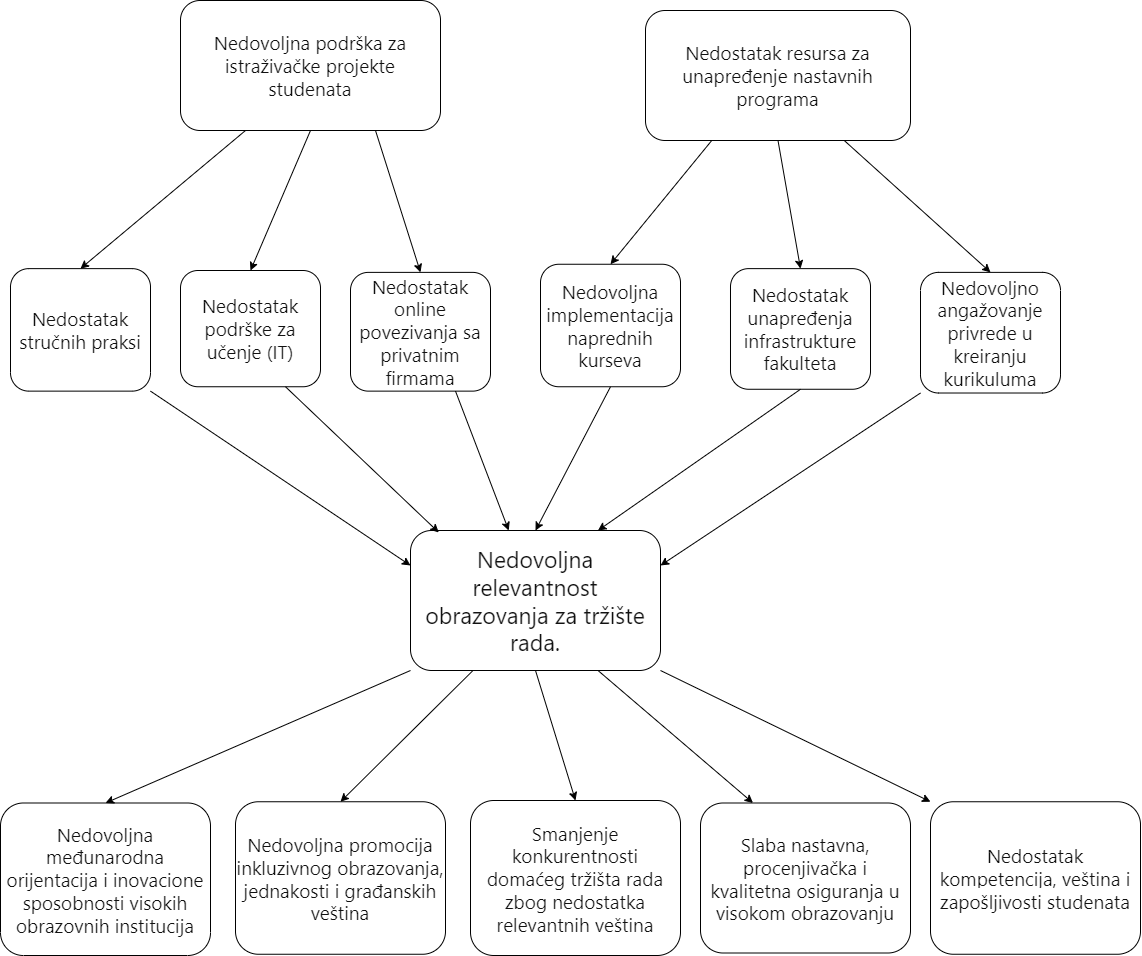 Nedovoljna podrška za
istraživačke projekte
studenata
Nedostatak resursa za
unapređenje nastavnih
programa
Nedostatak
stručnih praksi
Nedostatak
podrške za
učenje (IT)
Nedostatak
online
povezivanja sa
privatnim
firmama
Nedovoljna
implementacija
naprednih
kurseva
Nedostatak
unapređenja
infrastrukture
fakulteta
Nedovoljno
angažovanje
privrede u
kreiranju
kurikuluma
Nedovoljna
relevantnost
obrazovanja za tržište
rada.
Nedovoljna
međunarodna
orijentacija i inovacione
sposobnosti visokih
obrazovnih institucija
Nedovoljna promocija
inkluzivnog obrazovanja,
jednakosti i građanskih
veština
Smanjenje
konkurentnosti
domaćeg tržišta rada
zbog nedostatka
relevantnih veština
Slaba nastavna,
procenjivačka i
kvalitetna osiguranja u
visokom obrazovanju
Nedostatak
kompetencija, veština i
zapošljivosti studenata